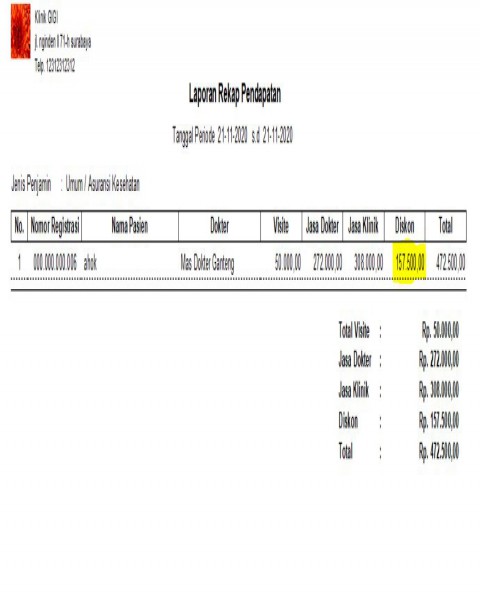 Klinik GIGI
jl. nginden II 71-h surabaya
Telp. 12312312312
Laporan Rekap Pendapatan
Tanggal Periode 21-11-2020 s.d 21-11-2020
Jenis Penjamin : Umum / Asuransi Kesehatan
No. Nomor Registrasi Nama Pasien Dokter Visite Jasa Dokter Jasa Klinik Diskon Total
1 000.000.000.006 ahok Mas Dokter Ganteng 50.000,00 272.000,00 308.000,00 157.500,00 472.500,00
Total Visite : Rp. 50.000,00
Jasa Dokter : Rp. 272.000,00
Jasa Klinik : Rp. 308.000,00
Diskon : Rp. 157.500,00
Total : Rp. 472.500,00